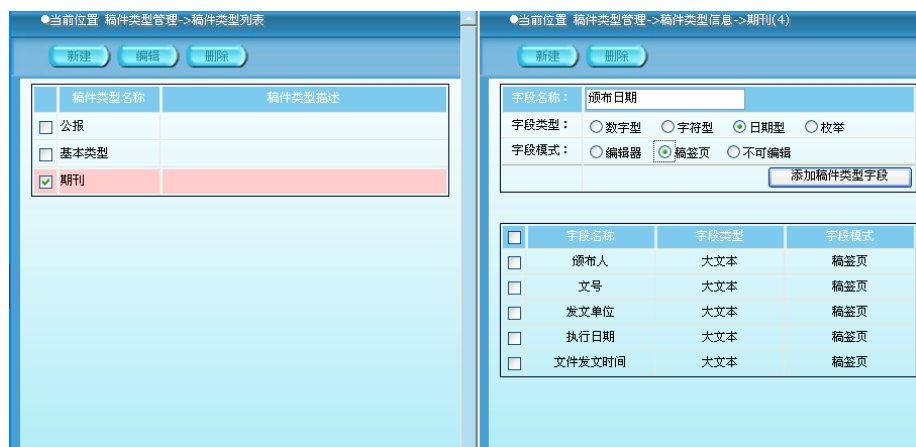 ●当前位置 稿件类型管理->稿件类型列表
新建 编辑 删除
稿件类型名称 稿件类型描述
公报
基本类型
期刊
●当前位置 稿件类型管理->稿件类型信息->期刊(4)
新建 删除
字段名称： 颁布日期
字段类型： 数字型 字符型 日期型 枚举
字段模式： 编辑器 稿签页 不可编辑
添加稿件类型字段
字段名称 字段类型 字段模式
颁布人 大文本 稿签页
文号 大文本 稿签页
发文单位 大文本 稿签页
执行日期 大文本 稿签页
文件发文时间 大文本 稿签页